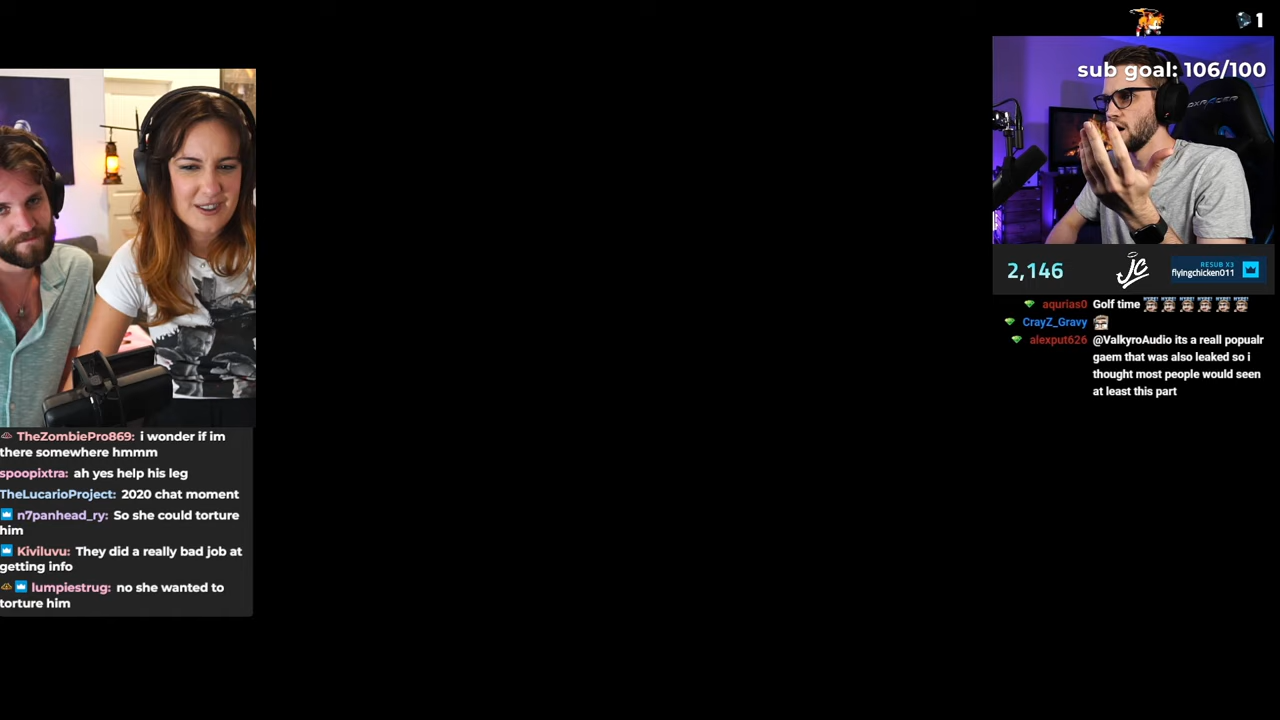 1
sub goal: 106/100
DXRACER
2,146
jc
RESUB X3
flyingchicken011
aqurias0 Golf time
CrayZ_Gravy
alexput626 @ValkyroAudio its a reall popualr
gaem that was also leaked so i
thought most people would seen
at least this part
TheZombiePro869: i wonder if im
there somewhere hmmm
spoopixtra: ah yes help his leg
TheLucarioProject: 2020 chat moment
n7panhead_ry: So she could torture
him
Kiviluvu: They did a really bad job at
getting info
lumpiestrug: no she wanted to
torture him